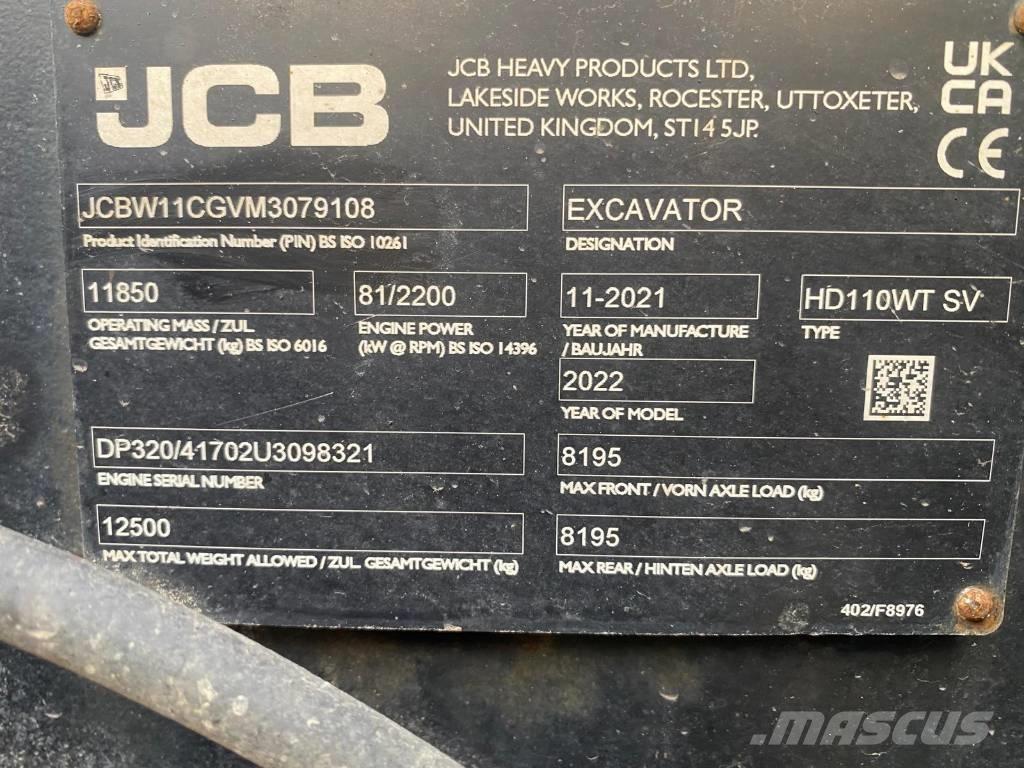 JCB
JCB HEAVY PRODUCTS LTD,
LAKESIDE WORKS, ROCESTER, UTTOXETER,
UNITED KINGDOM, ST14 5JP.
UK
CA
CE
JCBW11CGVM3079108
Product Identification Number (PIN) BS ISO 10261
EXCAVATOR
DESIGNATION
11850
OPERATING MASS / ZUL.
GESAMTGEWICHT (kg) BS ISO 6016
81/2200
ENGINE POWER
(kW @ RPM) BS ISO 14396
11-2021
YEAR OF MANUFACTURE
/ BAUJAHR
HD110WT SV
TYPE
2022
YEAR OF MODEL
DP320/41702U3098321
ENGINE SERIAL NUMBER
8195
MAX FRONT / VORN AXLE LOAD (kg)
12500
MAX TOTAL WEIGHT ALLOWED / ZUL. GESAMTGEWICHT (kg)
8195
MAX REAR / HINTEN AXLE LOAD (kg)
402/F8976
MASCUS